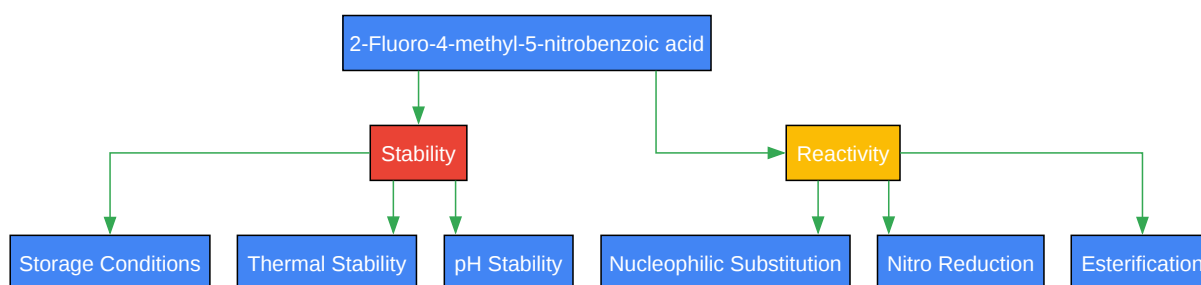 2-Fluoro-4-methyl-5-nitrobenzoic acid
Stability
Reactivity
Storage Conditions
Thermal Stability
pH Stability
Nucleophilic Substitution
Nitro Reduction
Esterification